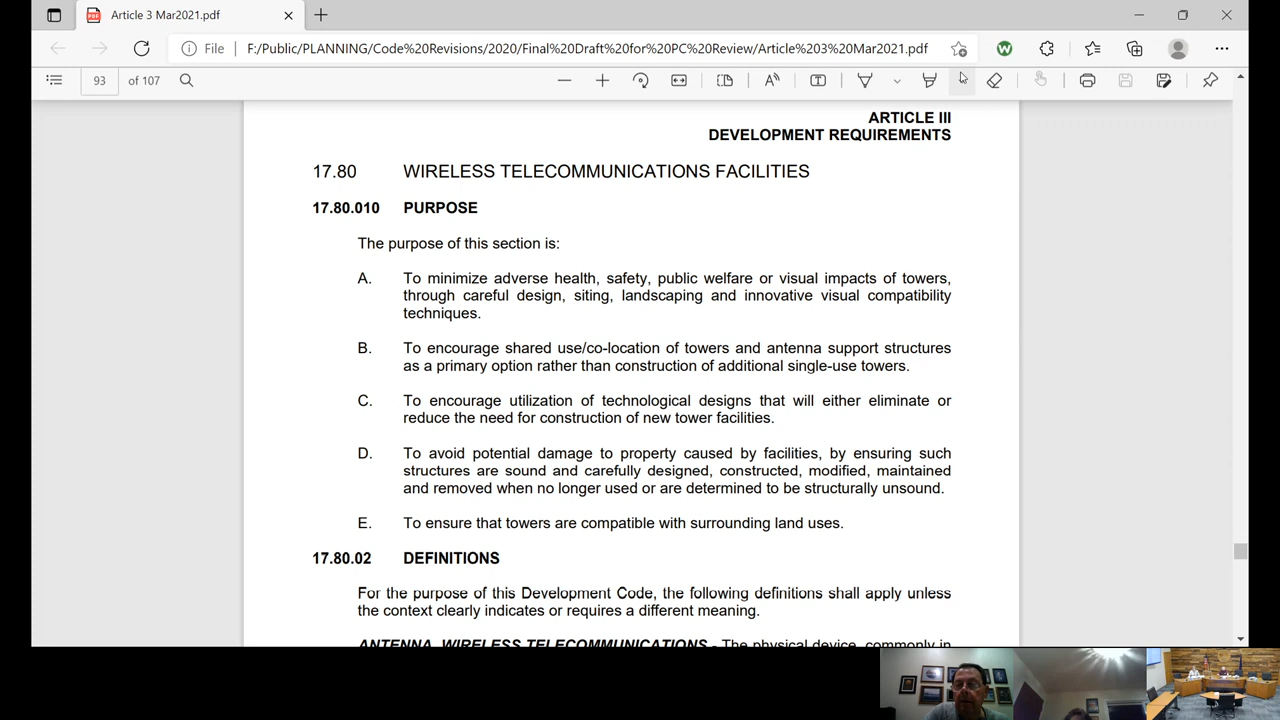 Article 3 Mar2021.pdf
File F:/Public/PLANNING/Code%20Revisions/2020/Final%20Draft%20for%20PC%20Review/Article%203%20Mar2021.pdf
93 of 107
ARTICLE III
DEVELOPMENT REQUIREMENTS
17.80 WIRELESS TELECOMMUNICATIONS FACILITIES
17.80.010 PURPOSE
The purpose of this section is:
A. To minimize adverse health, safety, public welfare or visual impacts of towers,
through careful design, siting, landscaping and innovative visual compatibility
techniques.
B. To encourage shared use/co-location of towers and antenna support structures
as a primary option rather than construction of additional single-use towers.
C. To encourage utilization of technological designs that will either eliminate or
reduce the need for construction of new tower facilities.
D. To avoid potential damage to property caused by facilities, by ensuring such
structures are sound and carefully designed, constructed, modified, maintained
and removed when no longer used or are determined to be structurally unsound.
E. To ensure that towers are compatible with surrounding land uses.
17.80.02 DEFINITIONS
For the purpose of this Development Code, the following definitions shall apply unless
the context clearly indicates or requires a different meaning.
ANTENNA, WIRELESS TELECOMMUNICATIONS - The physical device, commonly in